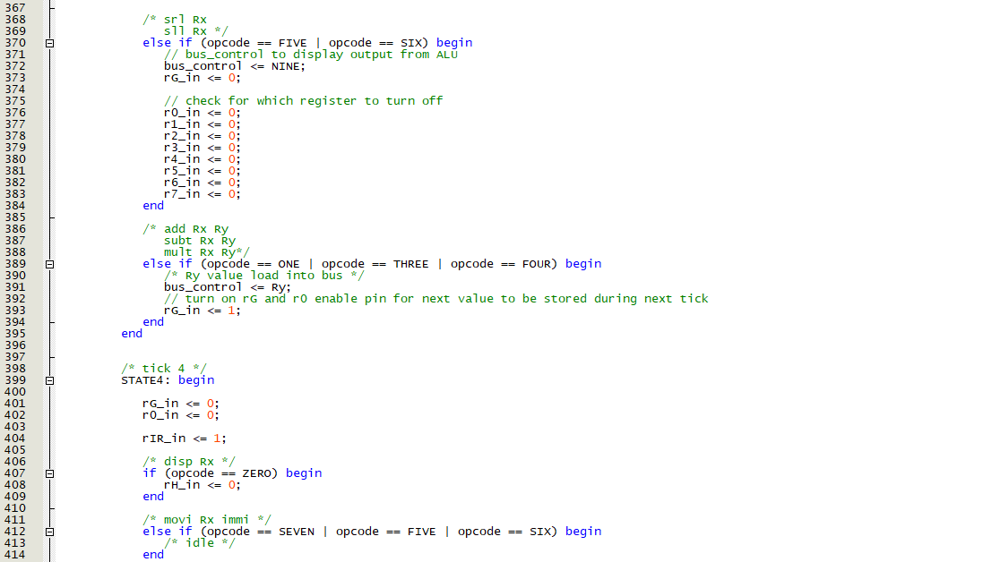 367
368 /* srl Rx
369 sll Rx */
370 else if (opcode == FIVE | opcode == SIX) begin
371 // bus_control to display output from ALU
372 bus_control <= NINE;
373 rG_in <= 0;
374
375 // check for which register to turn off
376 r0_in <= 0;
377 r1_in <= 0;
378 r2_in <= 0;
379 r3_in <= 0;
380 r4_in <= 0;
381 r5_in <= 0;
382 r6_in <= 0;
383 r7_in <= 0;
384 end
385
386 /* add Rx Ry
387 subt Rx Ry
388 mult Rx Ry*/
389 else if (opcode == ONE | opcode == THREE | opcode == FOUR) begin
390 /* Ry value load into bus */
391 bus_control <= Ry;
392 // turn on rG and r0 enable pin for next value to be stored during next tick
393 rG_in <= 1;
394 end
395 end
396
397
398 /* tick 4 */
399 STATE4: begin
400
401 rG_in <= 0;
402 r0_in <= 0;
403
404 rIR_in <= 1;
405
406 /* disp Rx */
407 if (opcode == ZERO) begin
408 rH_in <= 0;
409 end
410
411 /* movi Rx immi */
412 else if (opcode == SEVEN | opcode == FIVE | opcode == SIX) begin
413 /* idle */
414 end